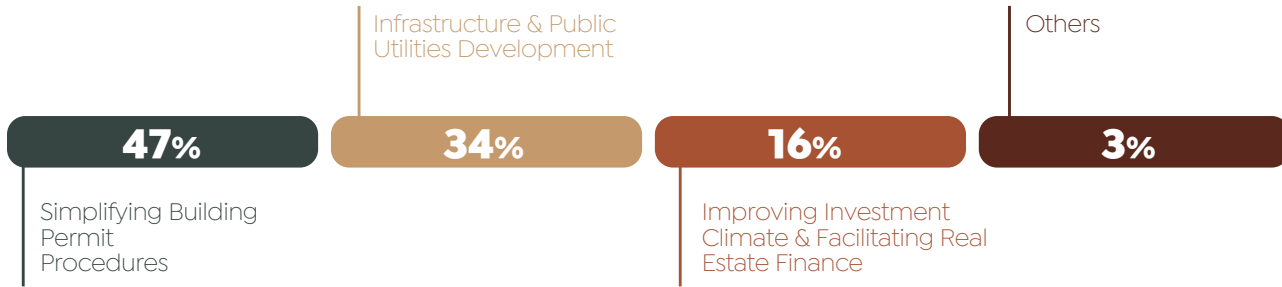 Infrastructure & Public
Utilities Development
Others
47%
34%
16%
3%
Simplifying Building
Permit
Procedures
Improving Investment
Climate & Facilitating Real
Estate Finance